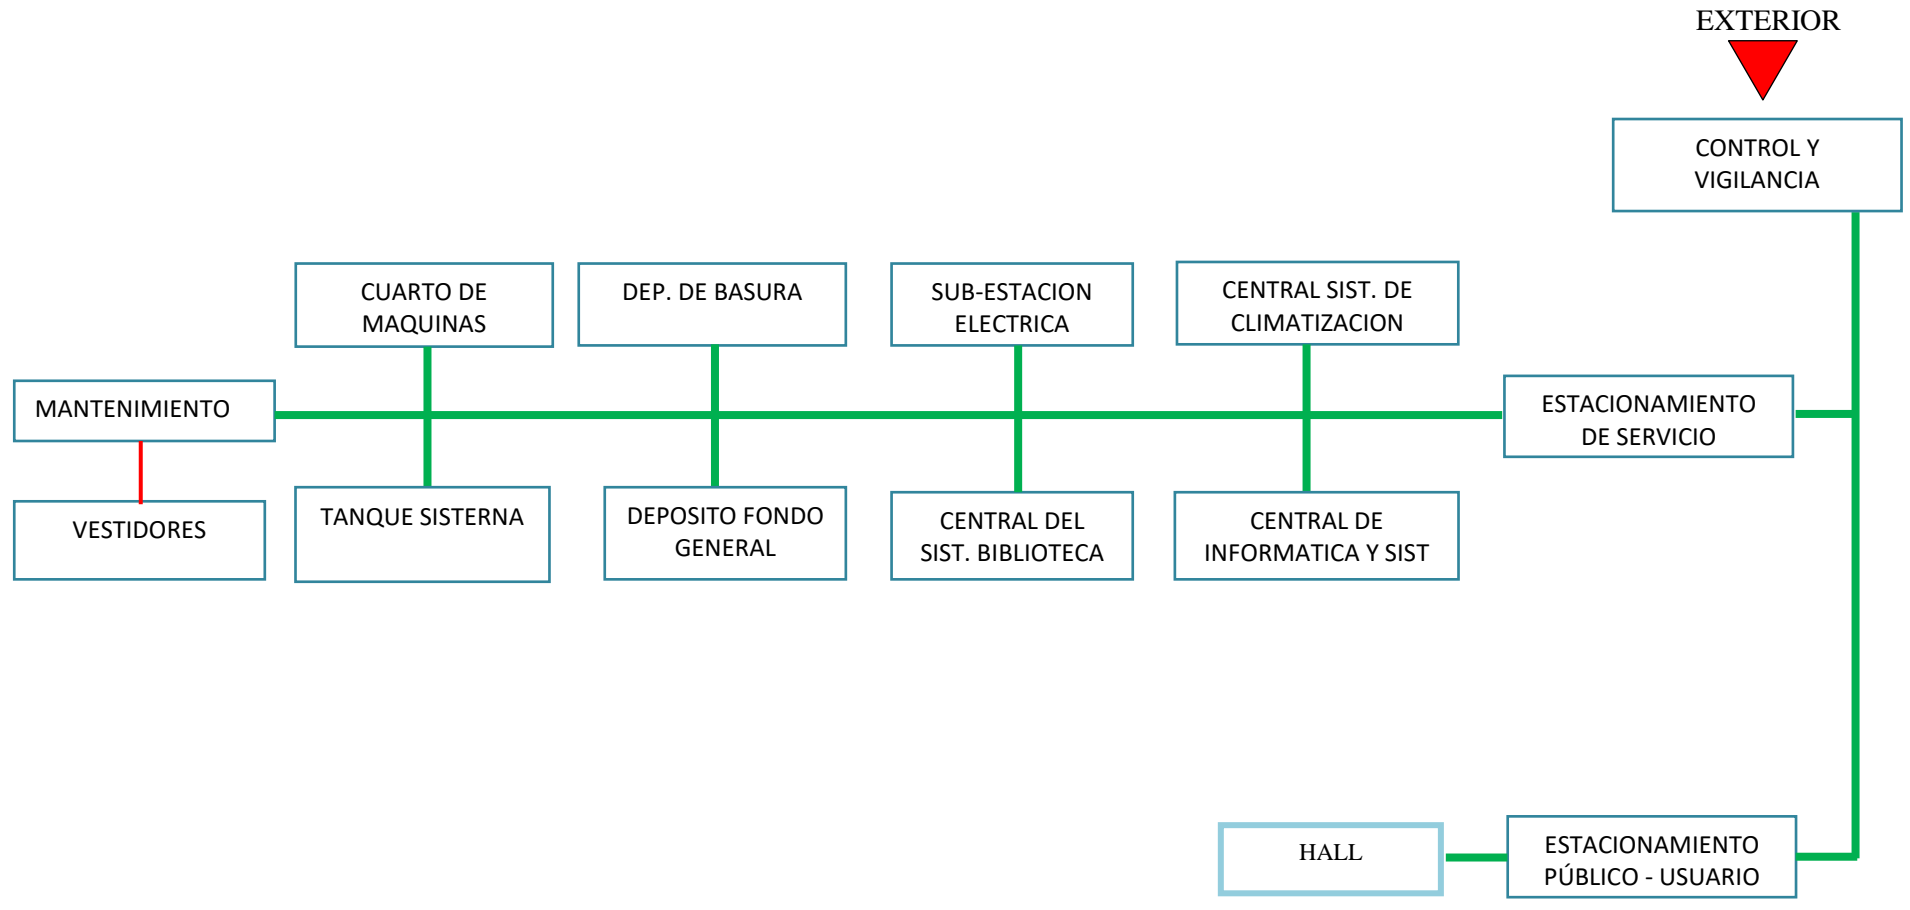 EXTERIOR
CONTROL Y
VIGILANCIA
CUARTO DE
MAQUINAS
DEP. DE BASURA
SUB-ESTACION
ELECTRICA
CENTRAL SIST. DE
CLIMATIZACION
MANTENIMIENTO
ESTACIONAMIENTO
DE SERVICIO
VESTIDORES
TANQUE SISTERNA
DEPOSITO FONDO
GENERAL
CENTRAL DEL
SIST. BIBLIOTECA
CENTRAL DE
INFORMATICA Y SIST
HALL
ESTACIONAMIENTO
PÚBLICO - USUARIO